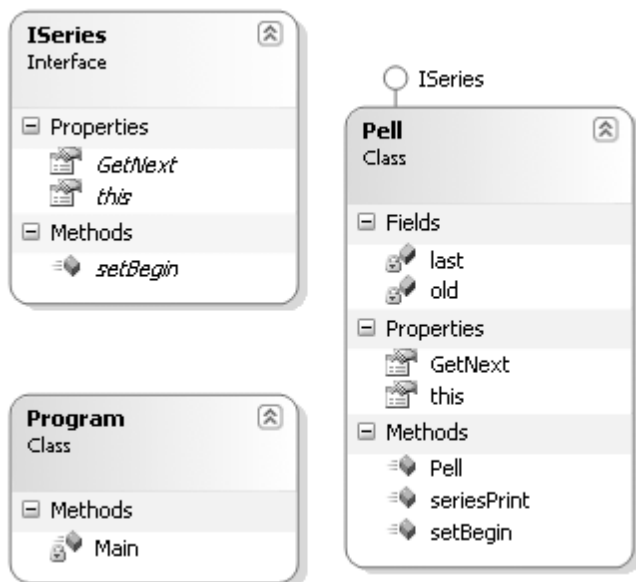 ISeries
Interface
Properties
GetNext
this
Methods
setBegin
ISeries
Pell
Class
Fields
last
old
Properties
GetNext
this
Methods
Pell
seriesPrint
setBegin
Program
Class
Methods
Main